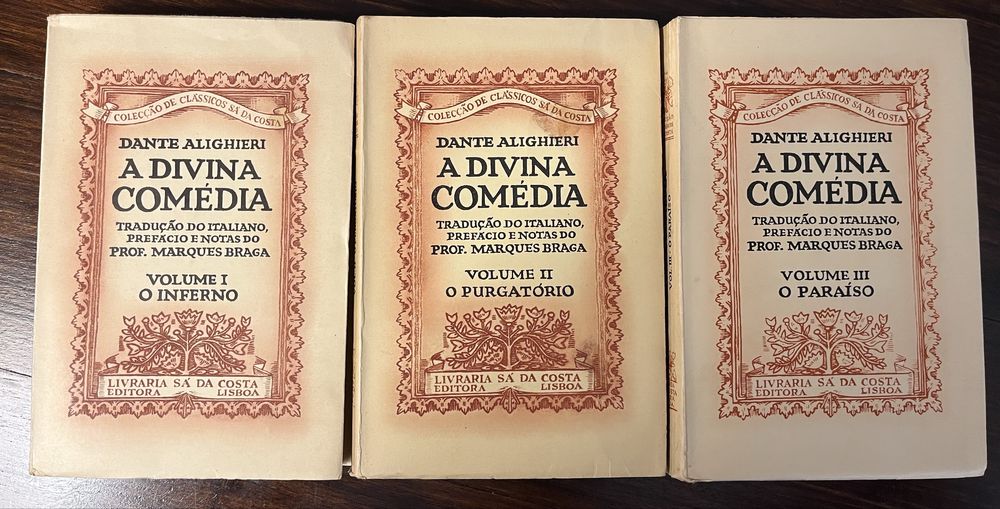 COLECÇÃO DE CLÁSSICOS SÁ DA COSTA
DANTE ALIGHIERI
A DIVINA
COMÉDIA
TRADUÇÃO DO ITALIANO,
PREFÁCIO E NOTAS DO
PROF. MARQUES BRAGA
VOLUME I
O INFERNO
LIVRARIA SÁ DA COSTA
EDITORA LISBOA
COLECÇÃO DE CLÁSSICOS SÁ DA COSTA
DANTE ALIGHIERI
A DIVINA
COMÉDIA
TRADUÇÃO DO ITALIANO,
PREFÁCIO E NOTAS DO
PROF. MARQUES BRAGA
VOLUME II
O PURGATÓRIO
LIVRARIA SÁ DA COSTA
EDITORA LISBOA
VOL. III - O PARAÍSO
COLECÇÃO DE CLÁSSICOS SÁ DA COSTA
DANTE ALIGHIERI
A DIVINA
COMÉDIA
TRADUÇÃO DO ITALIANO,
PREFÁCIO E NOTAS DO
PROF. MARQUES BRAGA
VOLUME III
O PARAÍSO
LIVRARIA SÁ DA COSTA
EDITORA LISBOA